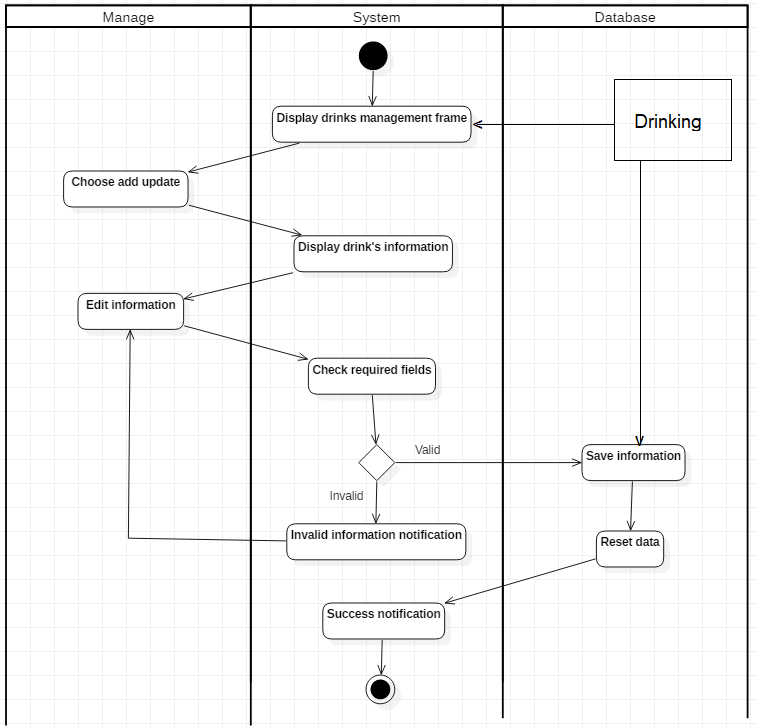 Manage
System
Database
Display drinks management frame
Drinking
Choose add update
Display drink's information
Edit information
Check required fields
Valid
Save information
Invalid
Invalid information notification
Reset data
Success notification